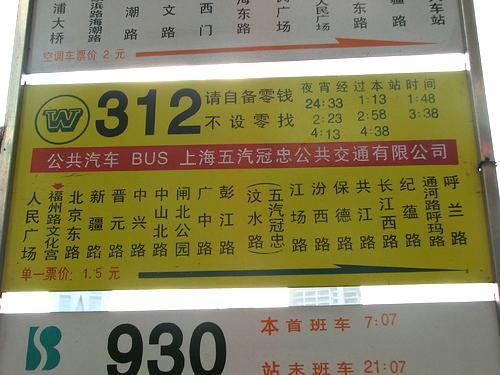 浦大桥
浜路海潮路
潮路
文路
西门
海东路
民广场
人民广场
疆路
火车站
空调车票价 2 元
W
312
请自备零钱
不设零找
夜宵经过本站时间
24:33 1:13 1:48
2:23 2:58 3:38
4:13 4:38
公共汽车 BUS 上海五汽冠忠公共交通有限公司
人民广场
福州路文化宫
北京东路
新疆路
晋元路
中兴路
中山北路
闸北公园
广中路
彭江路
汶水路
(五汽冠忠)
江场路
汾西路
保德路
共江路
长江西路
纪蕴路
通河路呼玛路
呼兰路
单一票价: 1.5 元
930
本首班车 7:07
站末班车 21:07